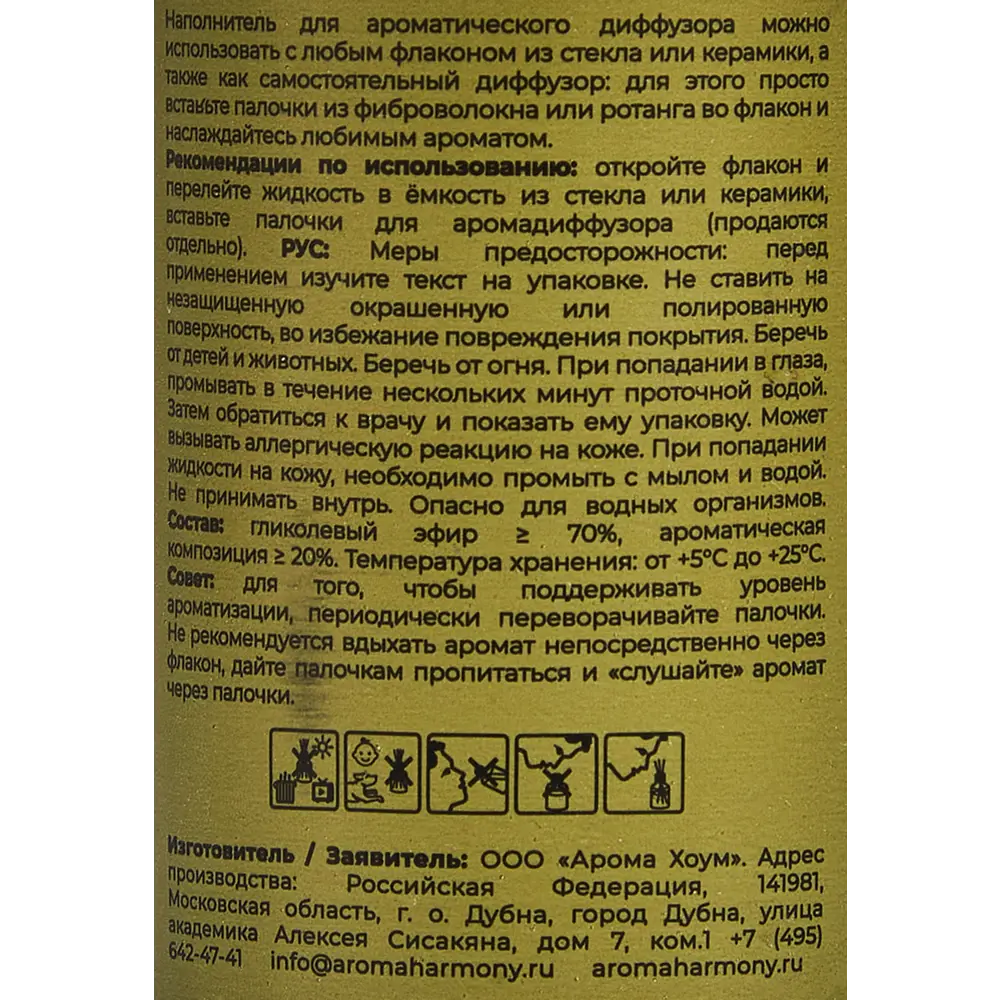 Наполнитель для ароматического диффузора можно
использовать с любым флаконом из стекла или керамики, а
также как самостоятельный диффузор: для этого просто
вставьте палочки из фиброволокна или ротанга во флакон и
наслаждайтесь любимым ароматом.
Рекомендации по использованию: откройте флакон и
перелейте жидкость в ёмкость из стекла или керамики,
вставьте палочки для аромадиффузора (продаются
отдельно). РУС: Меры предосторожности: перед
применением изучите текст на упаковке. Не ставить на
незащищенную окрашенную или полированную
поверхность, во избежание повреждения покрытия. Беречь
от детей и животных. Беречь от огня. При попадании в глаза,
промывать в течение нескольких минут проточной водой.
Затем обратиться к врачу и показать ему упаковку. Может
вызывать аллергическую реакцию на коже. При попадании
жидкости на кожу, необходимо промыть с мылом и водой.
Не принимать внутрь. Опасно для водных организмов.
Состав: гликолевый эфир ≥ 70%, ароматическая
композиция ≥ 20%. Температура хранения: от +5°C до +25°C.
Совет: для того, чтобы поддерживать уровень
ароматизации, периодически переворачивайте палочки.
Не рекомендуется вдыхать аромат непосредственно через
флакон, дайте палочкам пропитаться и «слушайте» аромат
через палочки.
Изготовитель / Заявитель: ООО «Арома Хоум». Адрес
производства: Российская Федерация, 141981,
Московская область, г. о. Дубна, город Дубна, улица
академика Алексея Сисакяна, дом 7, ком.1 +7 (495)
642-47-41 info@aromaharmony.ru aromaharmony.ru